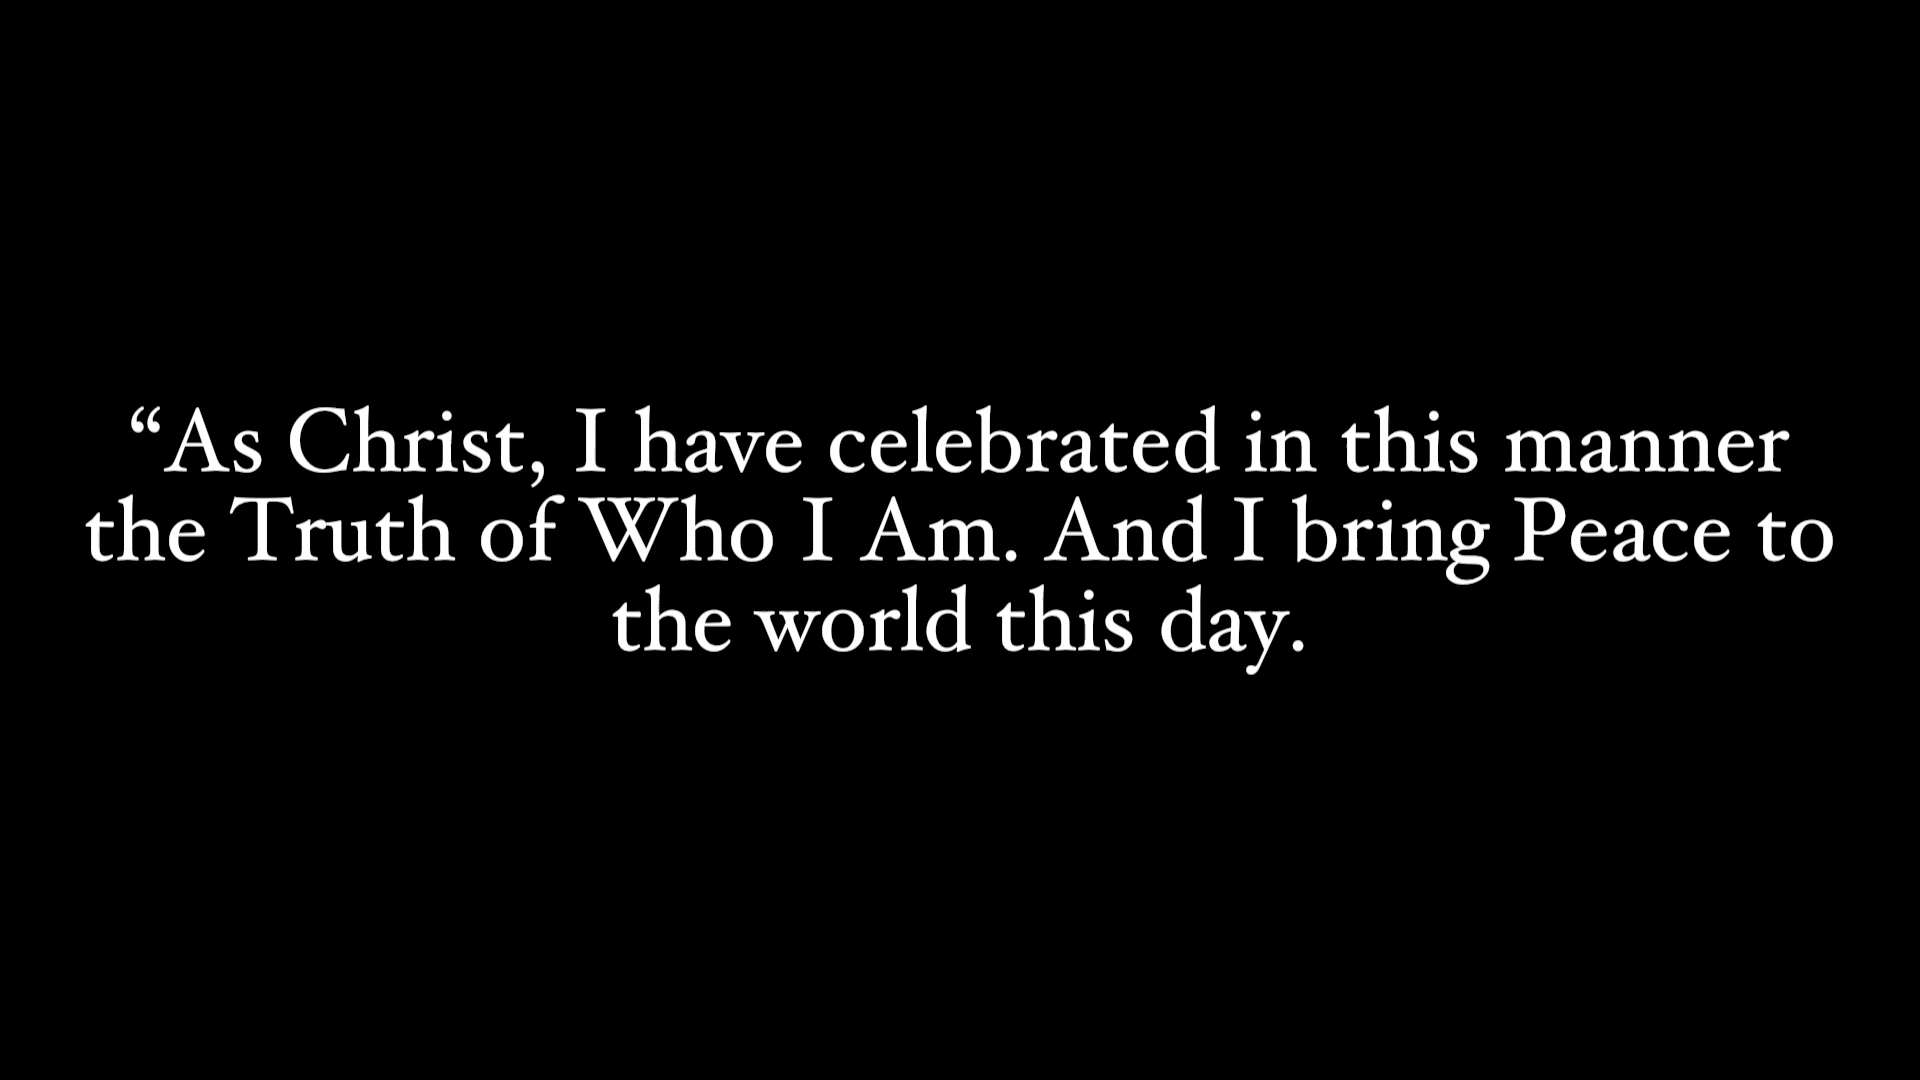 “As Christ, I have celebrated in this manner
the Truth of Who I Am. And I bring Peace to
the world this day.